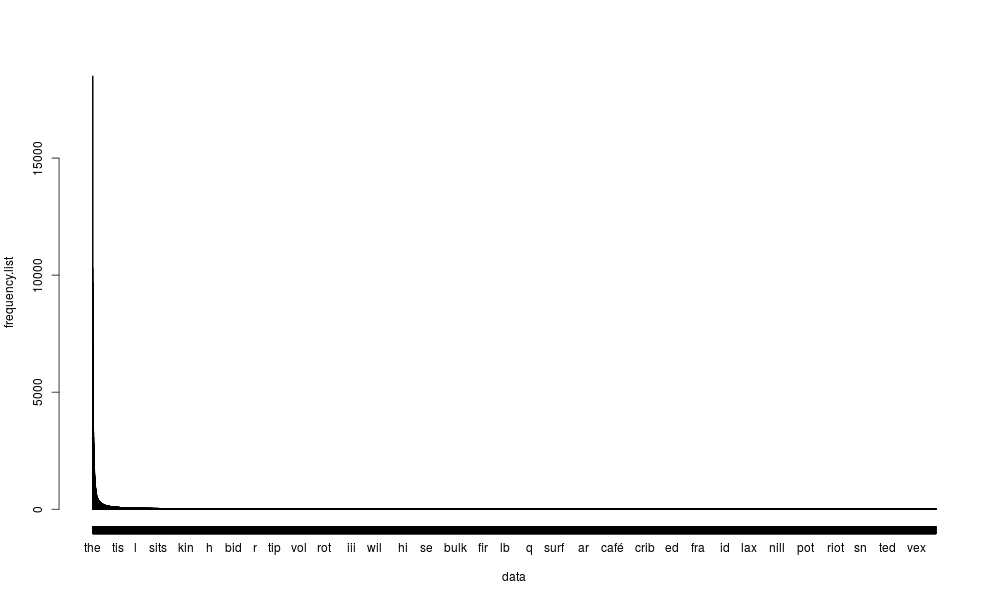 15000
10000
5000
0
frequency.list
the tis l sits kin h bid r tip vol rot iii wil hi se bulk fir lb q surf ar café crib ed fra id lax nill pot riot sn ted vex
data